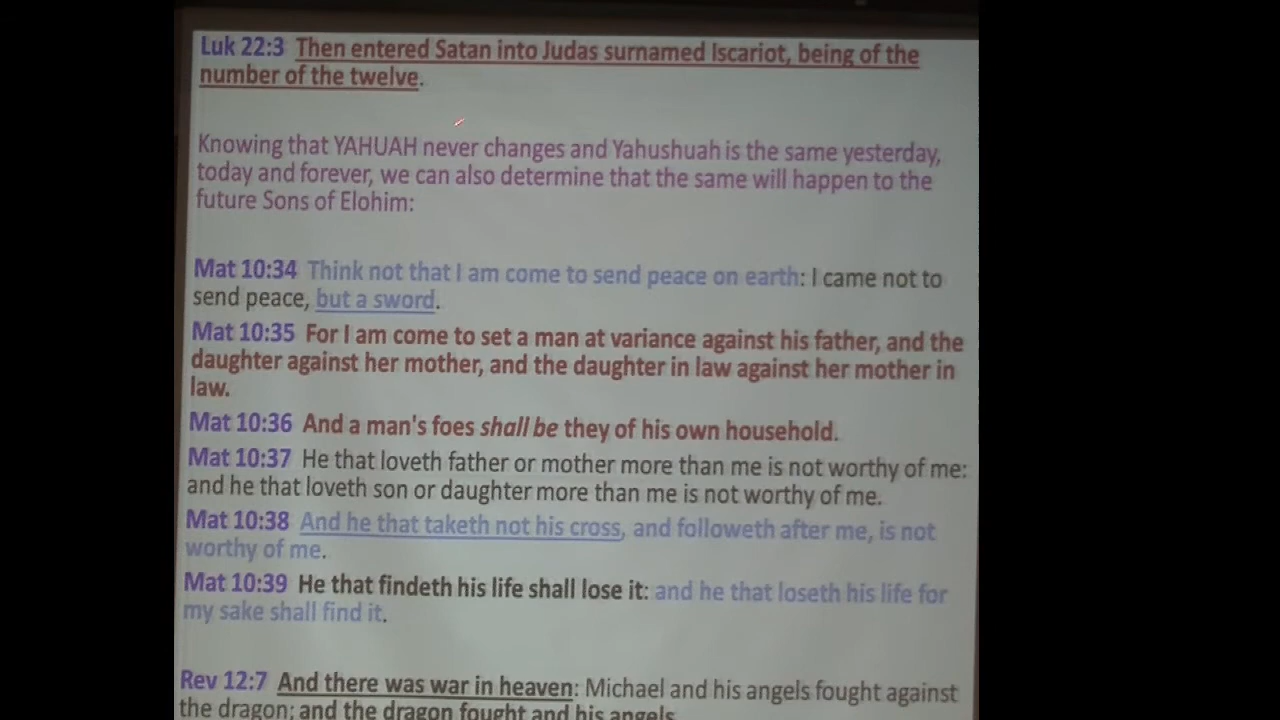 Luk 22:3 Then entered Satan into Judas surnamed Iscariot, being of the
number of the twelve.
Knowing that YAHUAH never changes and Yahushuah is the same yesterday,
today and forever, we can also determine that the same will happen to the
future Sons of Elohim:
Mat 10:34 Think not that I am come to send peace on earth: I came not to
send peace, but a sword.
Mat 10:35 For I am come to set a man at variance against his father, and the
daughter against her mother, and the daughter in law against her mother in
law.
Mat 10:36 And a man's foes shall be they of his own household.
Mat 10:37 He that loveth father or mother more than me is not worthy of me:
and he that loveth son or daughter more than me is not worthy of me.
Mat 10:38 And he that taketh not his cross, and followeth after me, is not
worthy of me.
Mat 10:39 He that findeth his life shall lose it: and he that loseth his life for
my sake shall find it.
Rev 12:7 And there was war in heaven: Michael and his angels fought against
the dragon; and the dragon fought and his angels